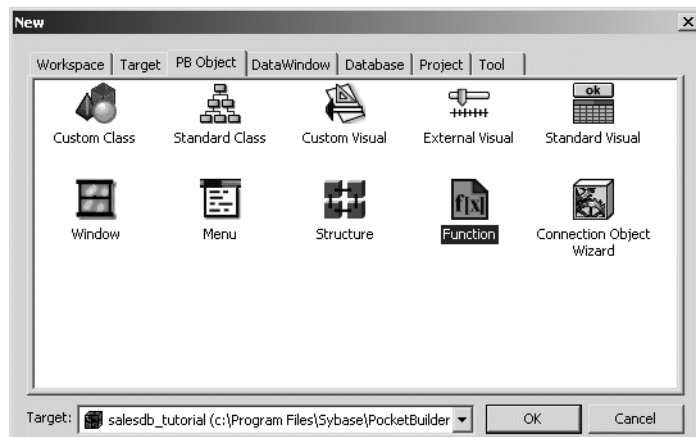 New
Workspace Target PB Object DataWindow Database Project Tool
ok
Custom Class Standard Class Custom Visual External Visual Standard Visual
f[x]
Window Menu Structure Function Connection Object
Wizard
Target: salesdb_tutorial (c:\Program Files\Sybase\PocketBuilder OK Cancel